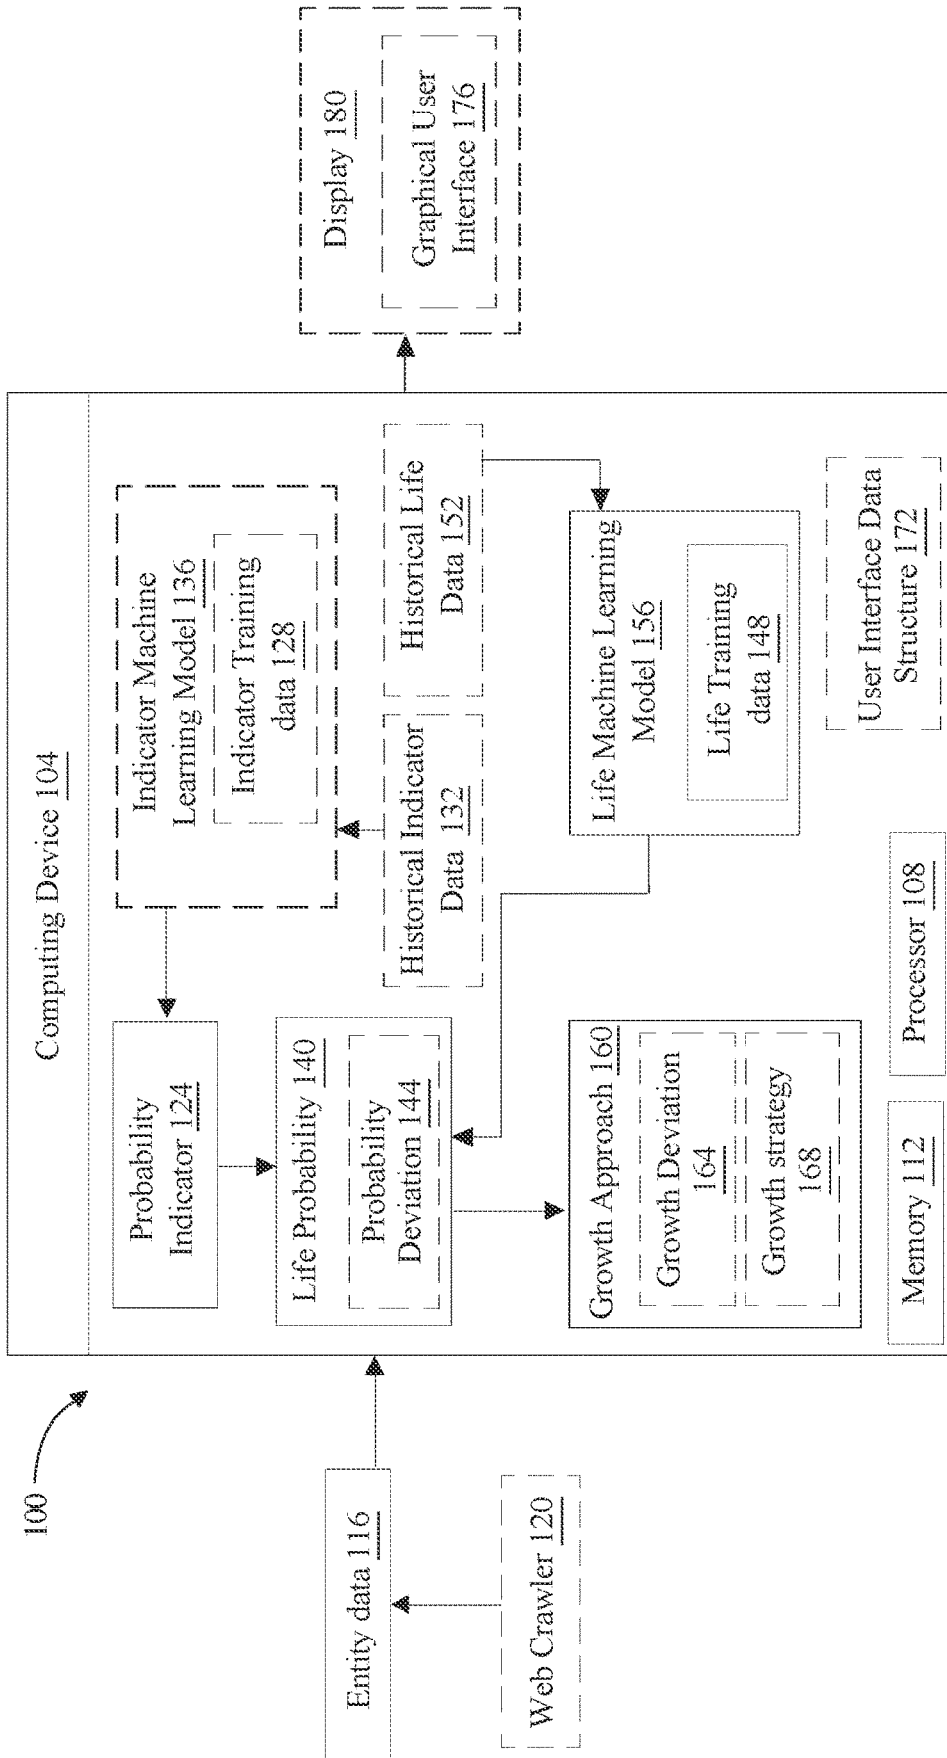 100
Entity data 116
Web Crawler 120
Computing Device 104
Probability
Indicator 124
Indicator Machine
Learning Model 136
Indicator Training
data 128
Life Probability 140
Probability
Deviation 144
Historical Indicator
Data 132
Historical Life
Data 152
Growth Approach 160
Growth Deviation
164
Growth strategy
168
Life Machine Learning
Model 156
Life Training
data 148
Memory 112
Processor 108
User Interface Data
Structure 172
Display 180
Graphical User
Interface 176